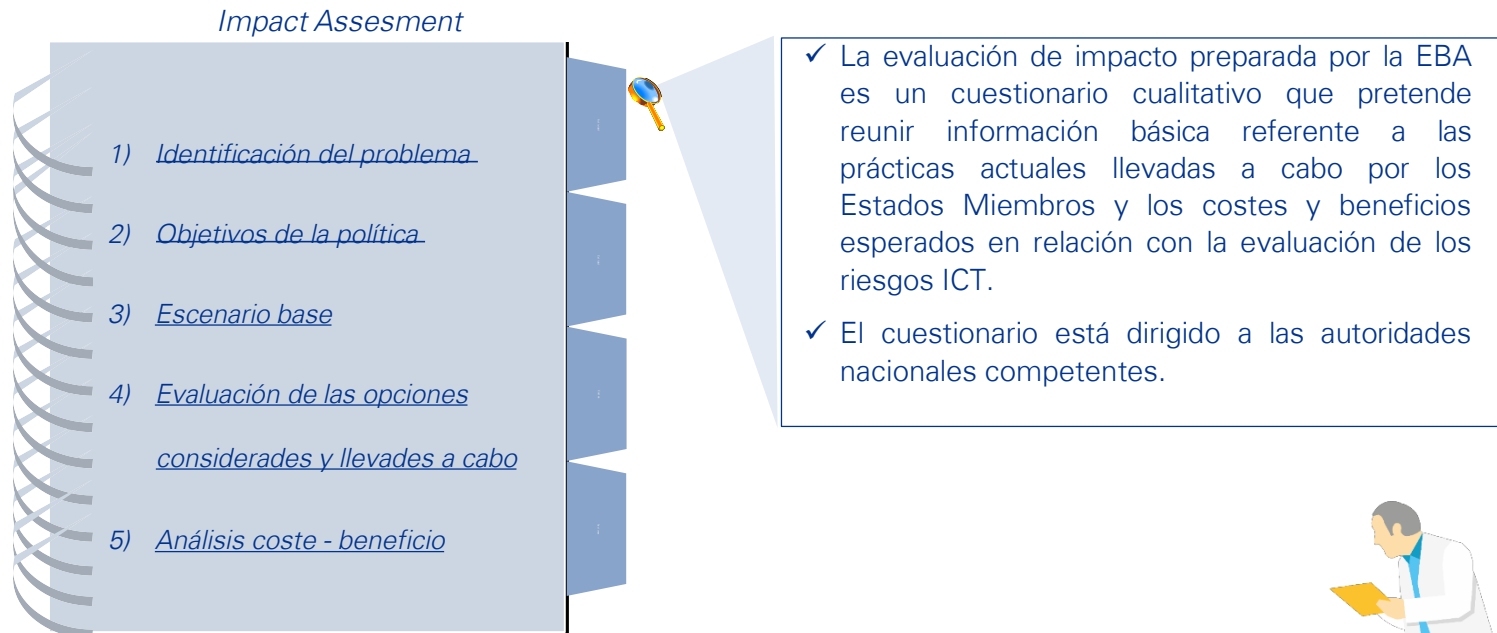 Impact Assesment
1) Identificación del problema
2) Objetivos de la política
3) Escenario base
4) Evaluación de las opciones
considerades y llevades a cabo
5) Análisis coste - beneficio
✓ La evaluación de impacto preparada por la EBA
es un cuestionario cualitativo que pretende
reunir información básica referente a las
prácticas actuales llevadas a cabo por los
Estados Miembros y los costes y beneficios
esperados en relación con la evaluación de los
riesgos ICT.
✓ El cuestionario está dirigido a las autoridades
nacionales competentes.